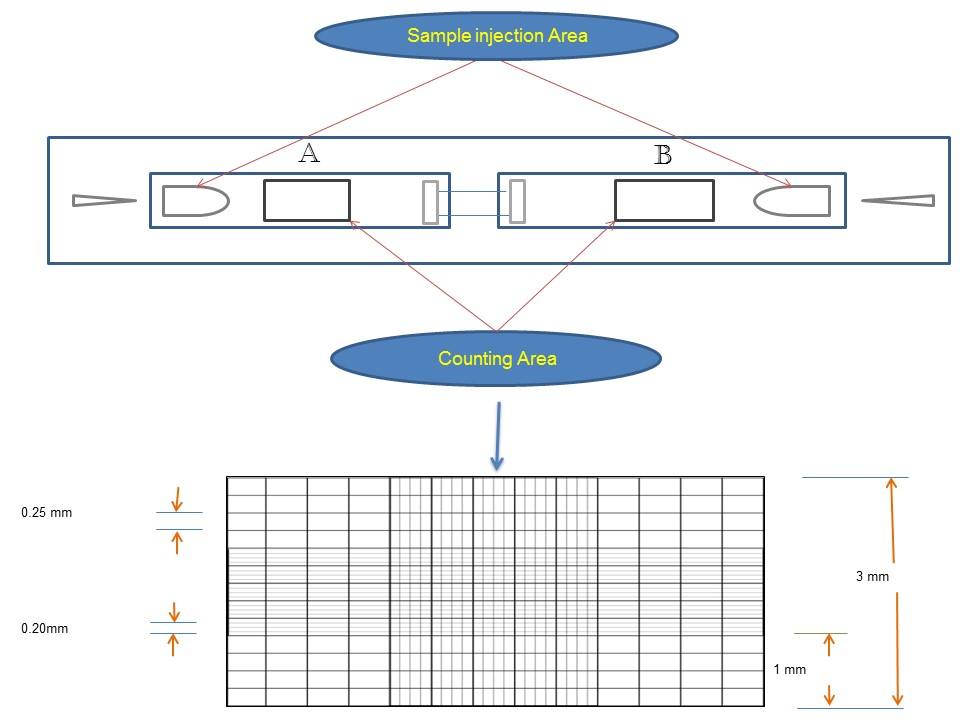 Sample injection Area
A
B
Counting Area
0.25 mm
3 mm
0.20mm
1 mm